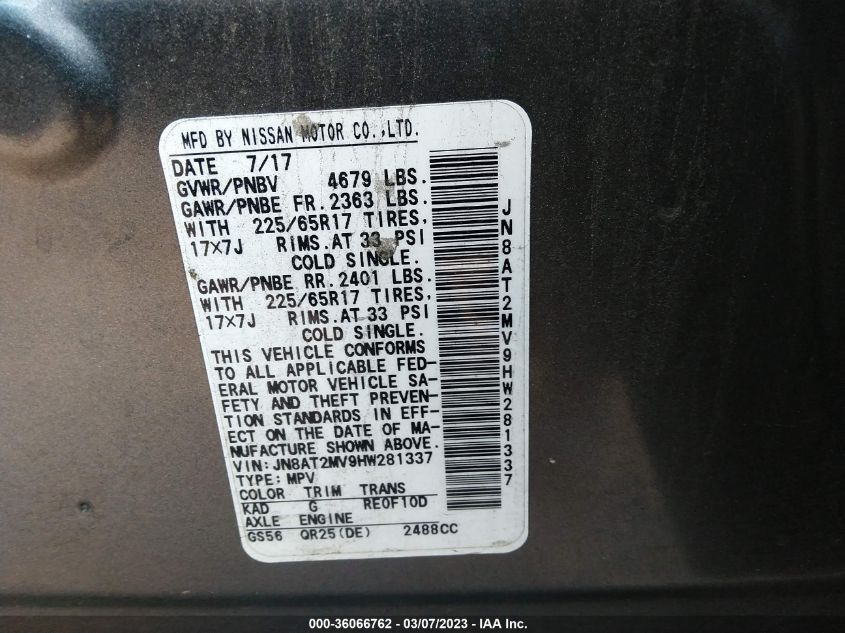 MFD BY NISSAN MOTOR CO.,LTD.
DATE 7/17
GVWR/PNBV 4679 LBS.
GAWR/PNBE FR. 2363 LBS.
WITH 225/65R17 TIRES,
17×7J RIMS.AT 33 PSI
COLD SINGLE.
GAWR/PNBE RR. 2401 LBS.
WITH 225/65R17 TIRES,
17×7J RIMS.AT 33 PSI
COLD SINGLE.
THIS VEHICLE CONFORMS
TO ALL APPLICABLE FED-
ERAL MOTOR VEHICLE SA-
FETY AND THEFT PREVEN-
TION STANDARDS IN EFF-
ECT ON THE DATE OF MA-
NUFACTURE SHOWN ABOVE.
VIN: JN8AT2MV9HW281337
TYPE: MPV
COLOR TRIM TRANS
KAD G RE0F10D
AXLE ENGINE
GS56 QR25(DE) 2488CC
JN8AT2MV9HW281337
000-36066762 — 03/07/2023 — IAA Inc.